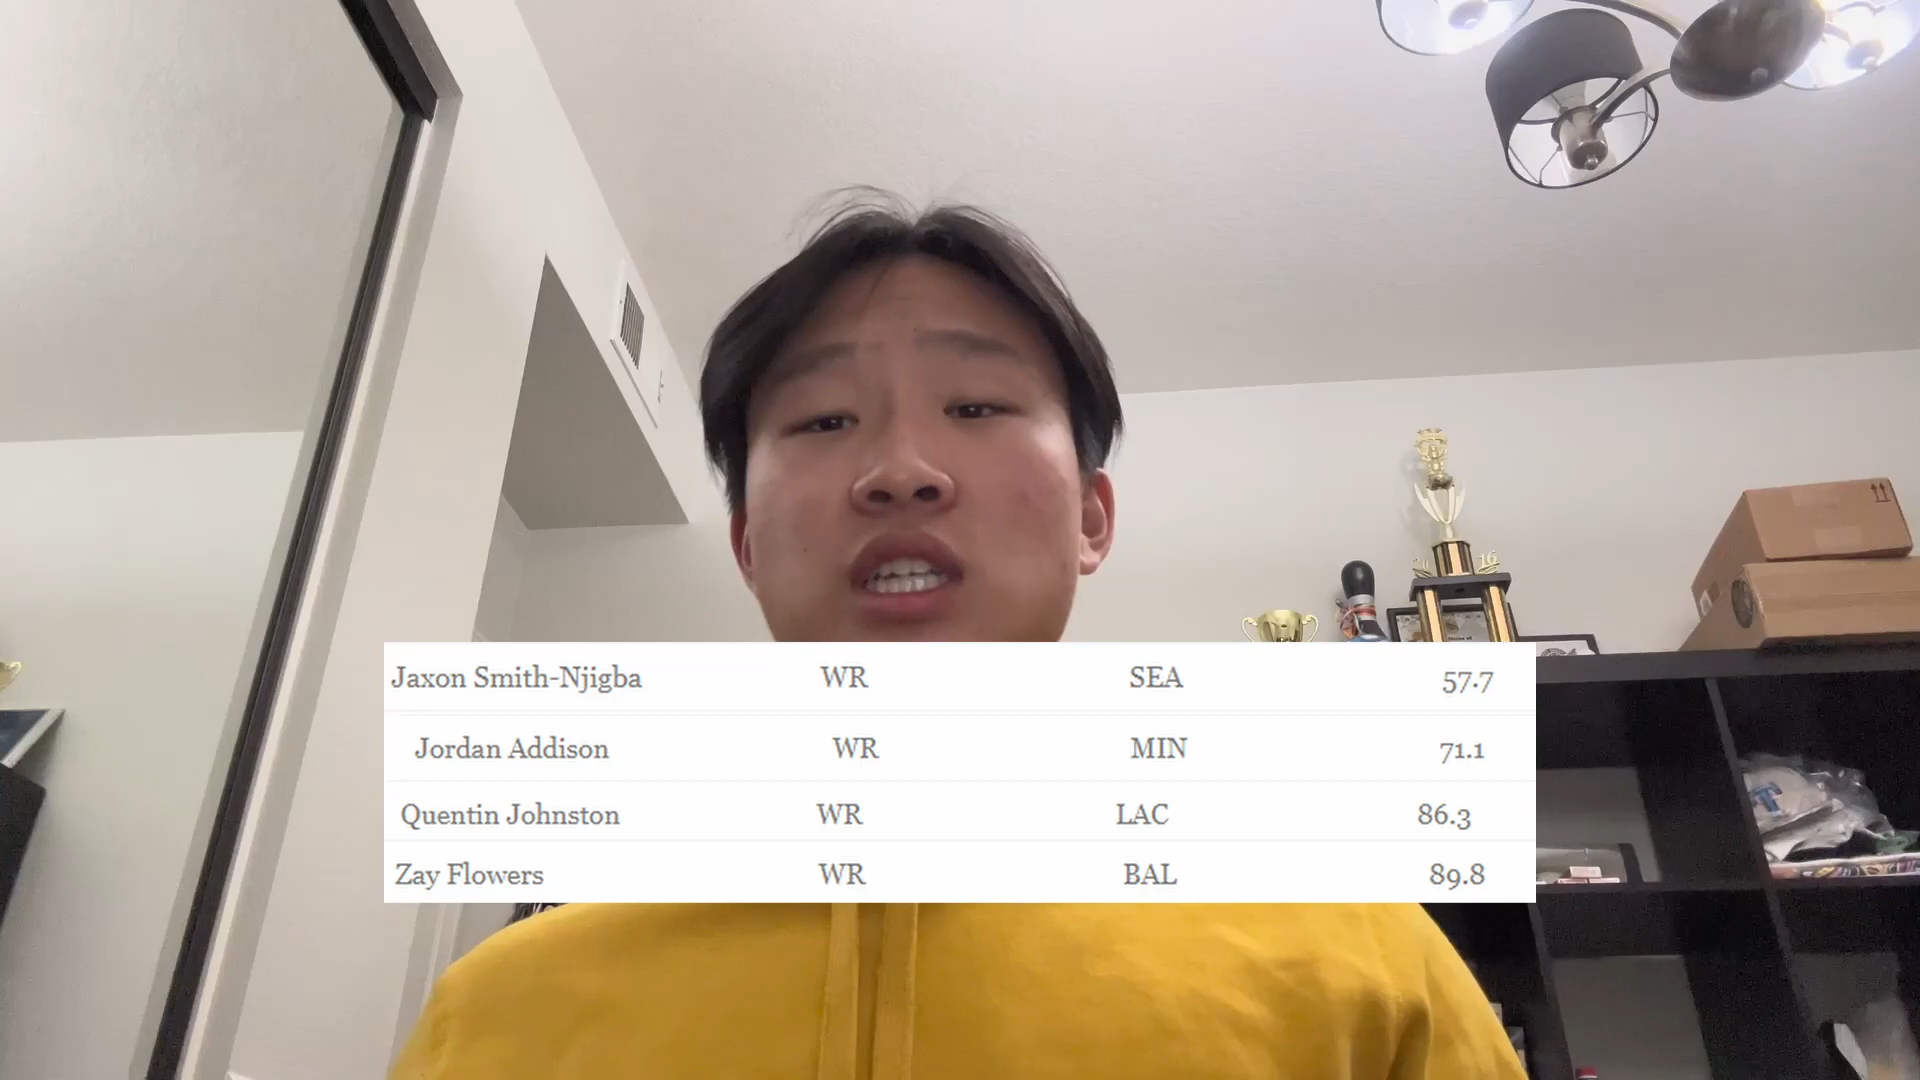 16
Jaxon Smith-Njigba WR SEA 57.7
Jordan Addison WR MIN 71.1
Quentin Johnston WR LAC 86.3
Zay Flowers WR BAL 89.8